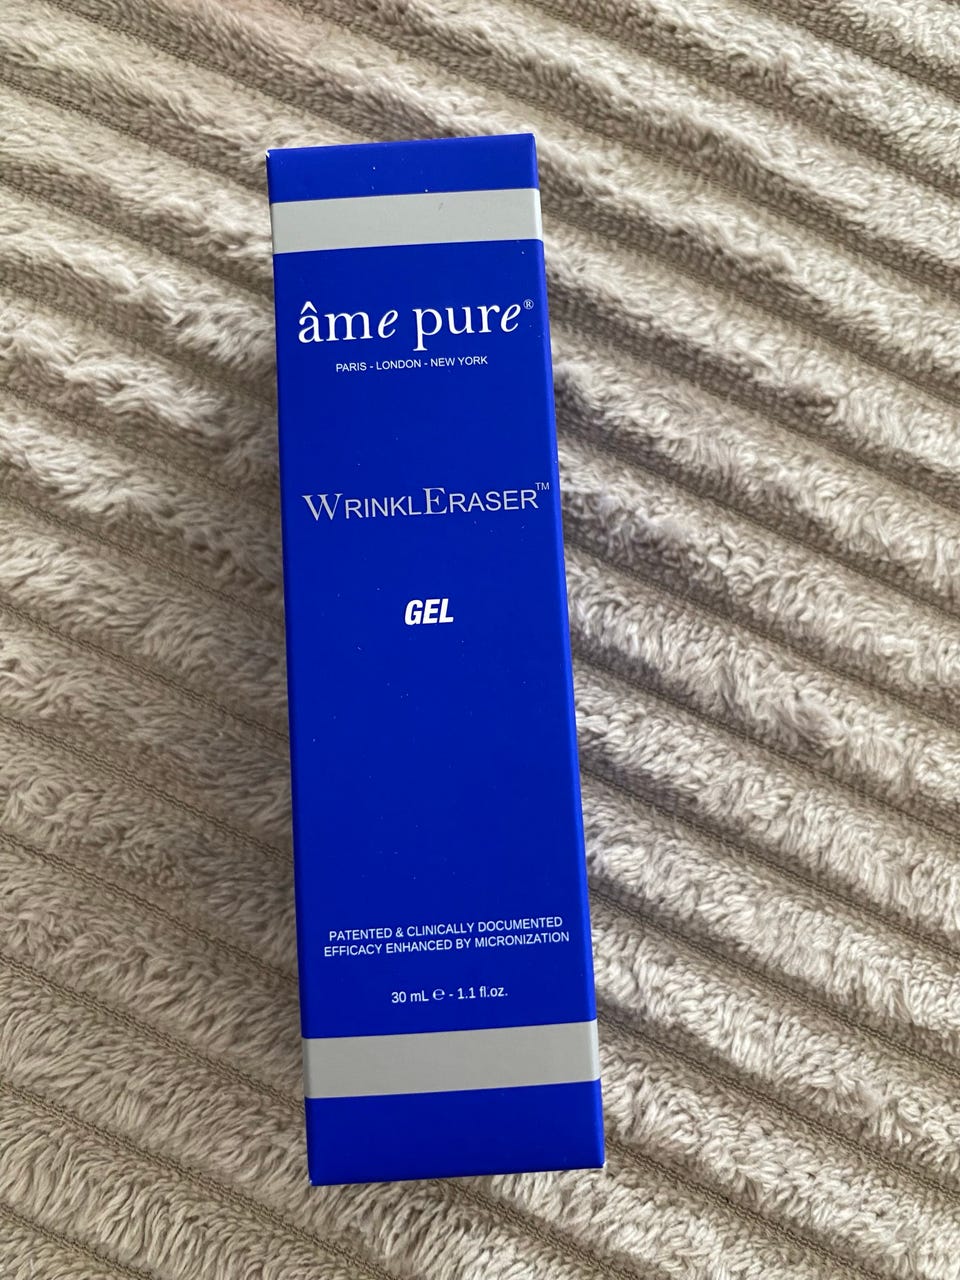 âme pure®
PARIS - LONDON - NEW YORK
WRINKLERASER™
GEL
PATENTED & CLINICALLY DOCUMENTED
EFFICACY ENHANCED BY MICRONIZATION
30 mL ℮ - 1.1 fl.oz.